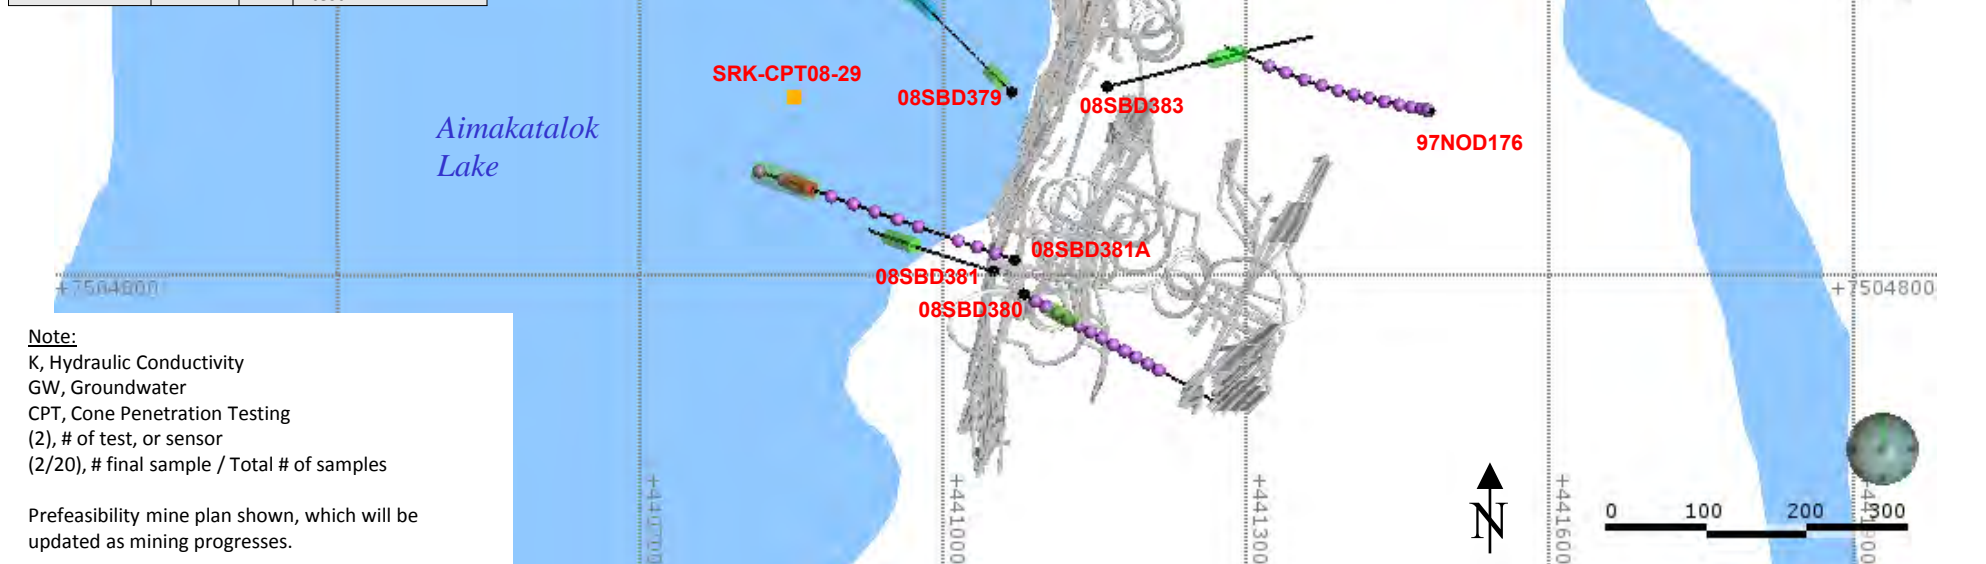 SRK-CPT08-29
08SBD379
08SBD383
97NOD176
Aimakatalok
Lake
08SBD381A
08SBD381
08SBD380
+7504800
+7504800
Note:
K, Hydraulic Conductivity
GW, Groundwater
CPT, Cone Penetration Testing
(2), # of test, or sensor
(2/20), # final sample / Total # of samples
Prefeasibility mine plan shown, which will be
updated as mining progresses.
+440700
+441000
+441300
+441600
+441900
N
0 100 200 300